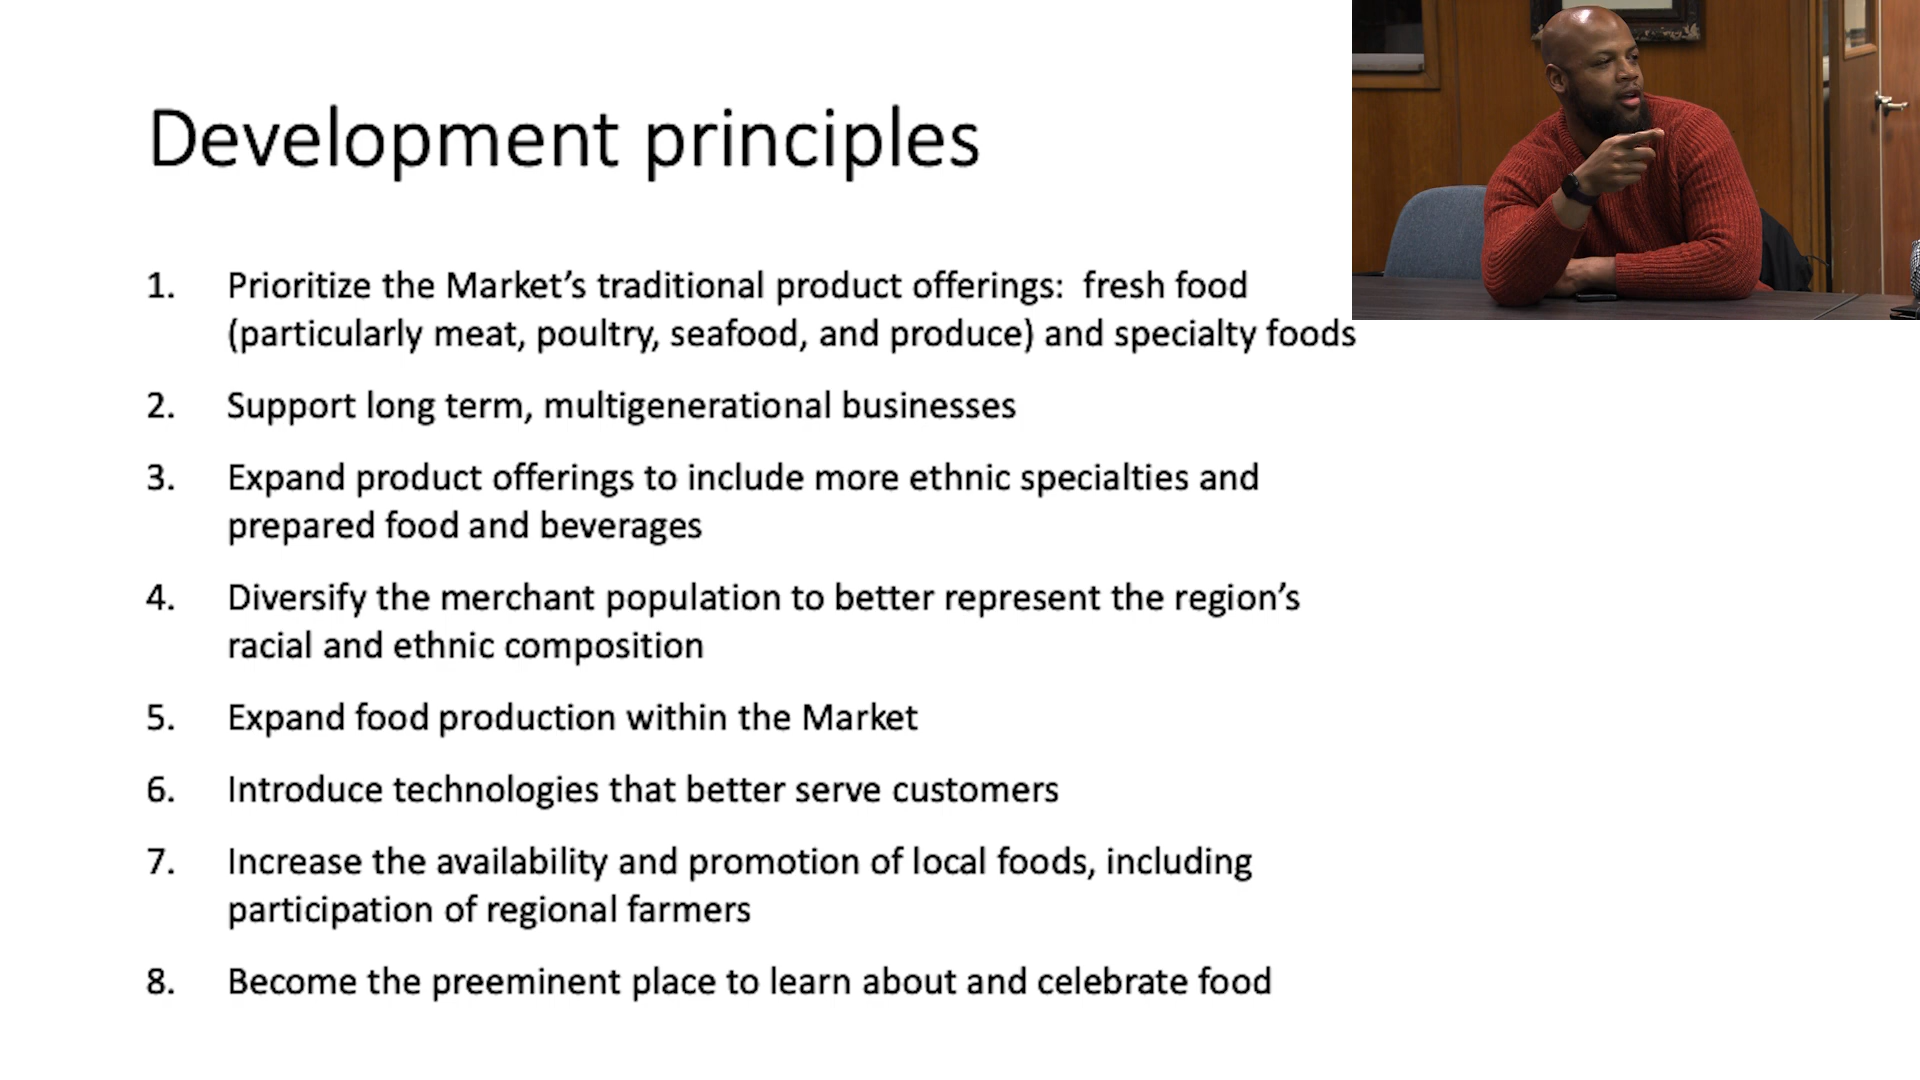 Development principles
1. Prioritize the Market’s traditional product offerings:  fresh food
(particularly meat, poultry, seafood, and produce) and specialty foods
2. Support long term, multigenerational businesses
3. Expand product offerings to include more ethnic specialties and
prepared food and beverages
4. Diversify the merchant population to better represent the region’s
racial and ethnic composition
5. Expand food production within the Market
6. Introduce technologies that better serve customers
7. Increase the availability and promotion of local foods, including
participation of regional farmers
8. Become the preeminent place to learn about and celebrate food